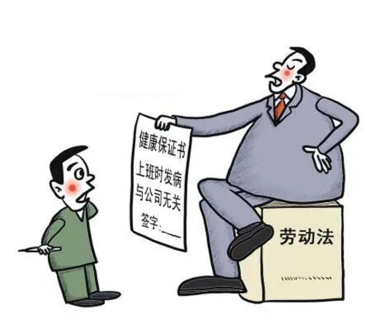 健康保证书
上班时发病
与公司无关
签字:
劳动法